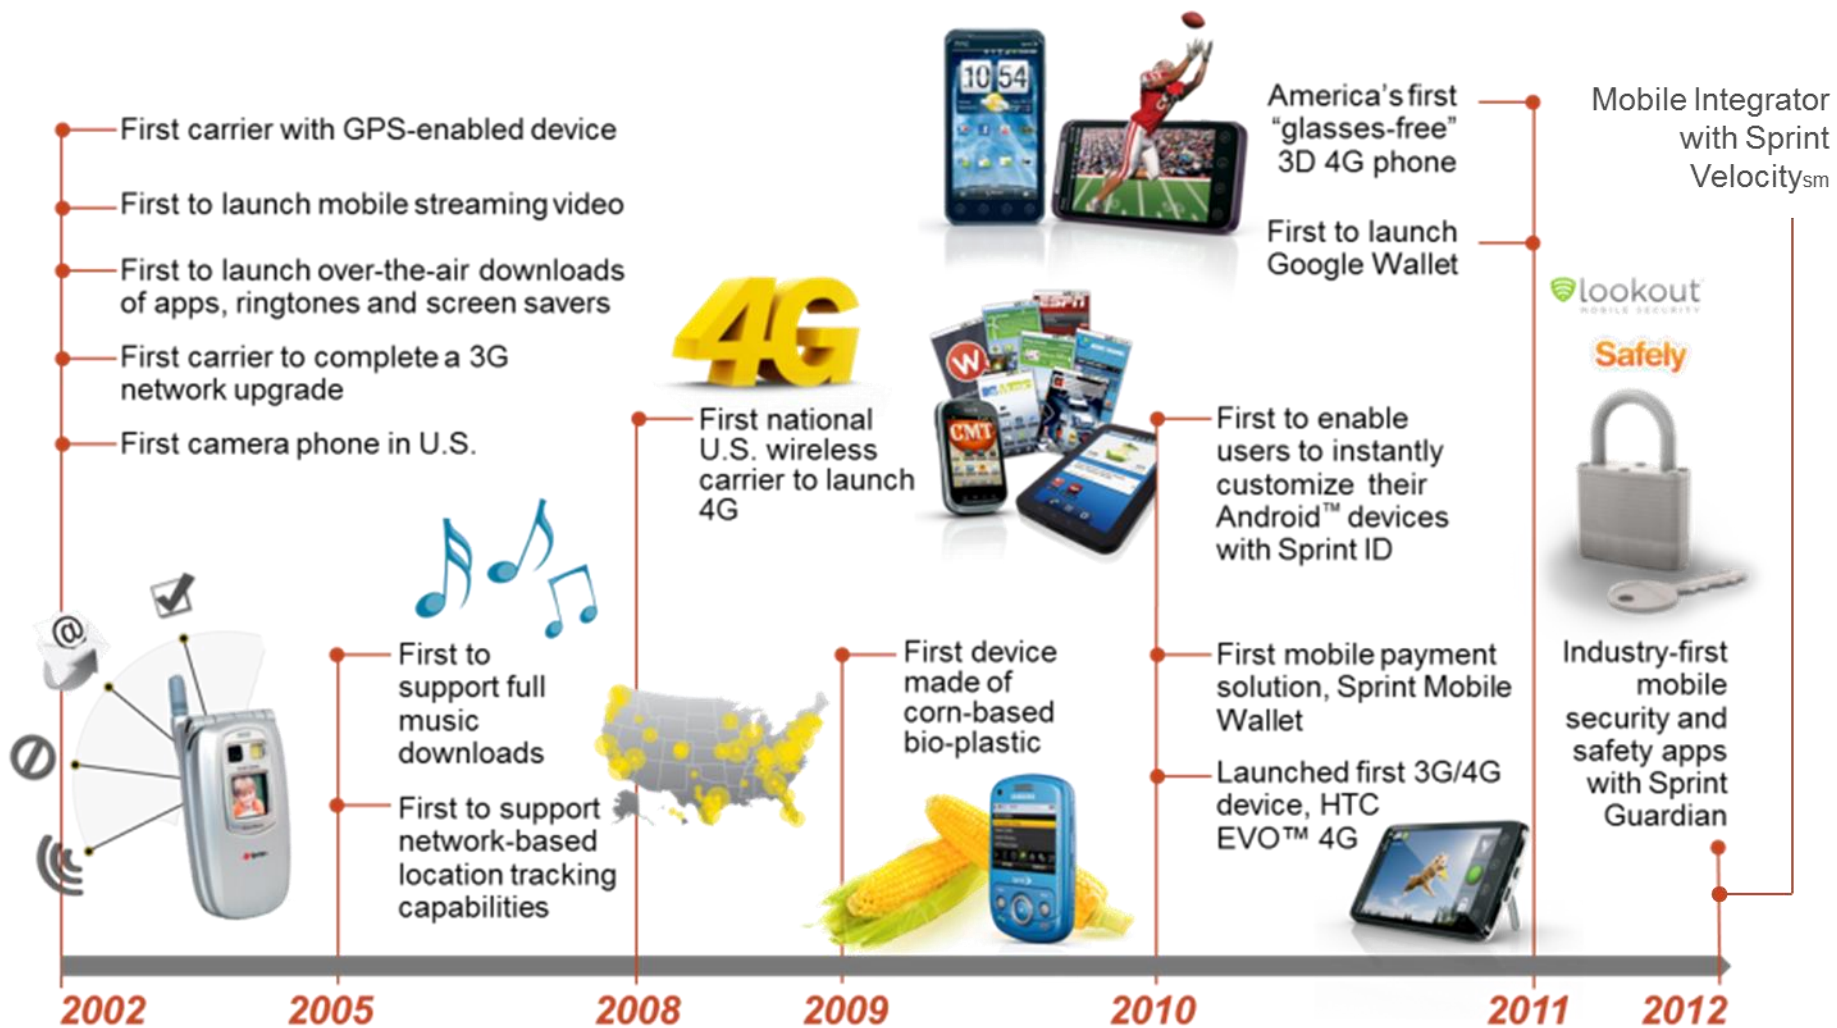 First carrier with GPS-enabled device
First to launch mobile streaming video
First to launch over-the-air downloads
of apps, ringtones and screen savers
First carrier to complete a 3G
network upgrade
First camera phone in U.S.
@
First to
support full
music
downloads
First to support
network-based
location tracking
capabilities
4G
First national
U.S. wireless
carrier to launch
4G
First device
made of
corn-based
bio-plastic
10 54
America's first
“glasses-free”
3D 4G phone
First to launch
Google Wallet
ESPN
W
CMT
First to enable
users to instantly
customize their
Android™ devices
with Sprint ID
First mobile payment
solution, Sprint Mobile
Wallet
Launched first 3G/4G
device, HTC
EVO™ 4G
Mobile Integrator
with Sprint
Velocity℠
lookout
MOBILE SECURITY
Safely
Industry-first
mobile
security and
safety apps
with Sprint
Guardian
2002 2005 2008 2009 2010 2011 2012